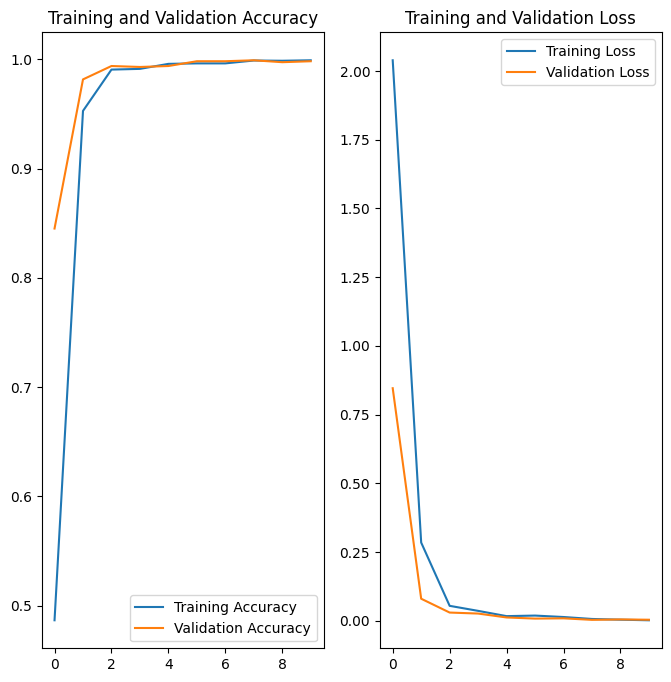 Training and Validation Accuracy
1.0
0.9
0.8
0.7
0.6
0.5
Training Accuracy
Validation Accuracy
0 2 4 6 8
Training and Validation Loss
Training Loss
Validation Loss
2.00
1.75
1.50
1.25
1.00
0.75
0.50
0.25
0.00
0 2 4 6 8